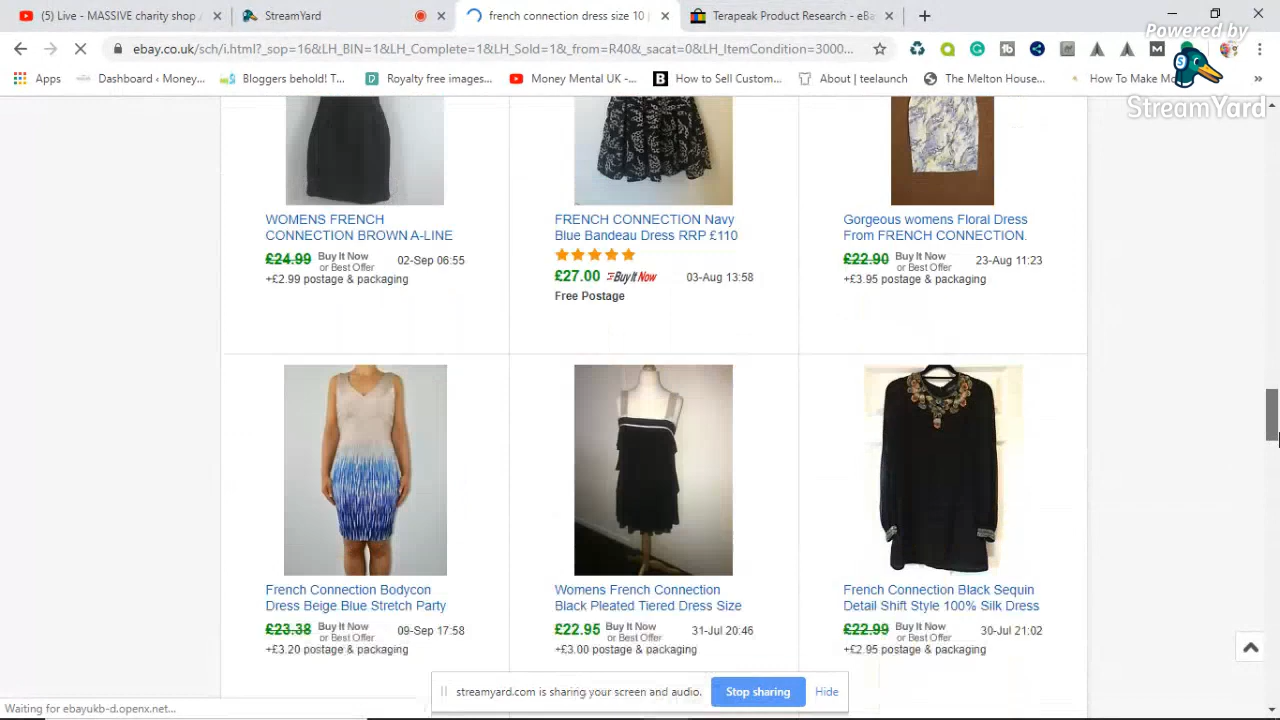 (5) Live - MASSIVE charity shop
StreamYard
french connection dress size 10
Terapeak Product Research - eBa
Powered by
StreamYard
ebay.co.uk/sch/i.html?_sop=16&LH_BIN=1&LH_Complete=1&LH_Sold=1&_from=R40&_sacat=0&LH_ItemCondition=3000...
Apps
Dashboard ‹ Money...
Bloggers behold! T...
Royalty free images...
Money Mental UK -...
How to Sell Custom...
About | teelaunch
The Melton House...
How To Make Mo
WOMENS FRENCH
CONNECTION BROWN A-LINE
£24.99 Buy It Now
or Best Offer
02-Sep 06:55
+£2.99 postage & packaging
FRENCH CONNECTION Navy
Blue Bandeau Dress RRP £110
£27.00 Buy It Now
03-Aug 13:58
Free Postage
Gorgeous womens Floral Dress
From FRENCH CONNECTION.
£22.90 Buy It Now
or Best Offer
23-Aug 11:23
+£3.95 postage & packaging
French Connection Bodycon
Dress Beige Blue Stretch Party
£23.38 Buy It Now
or Best Offer
09-Sep 17:58
+£3.20 postage & packaging
Womens French Connection
Black Pleated Tiered Dress Size
£22.95 Buy It Now
or Best Offer
31-Jul 20:46
+£3.00 postage & packaging
French Connection Black Sequin
Detail Shift Style 100% Silk Dress
£22.99 Buy It Now
or Best Offer
30-Jul 21:02
+£2.95 postage & packaging
streamyard.com is sharing your screen and audio.
Stop sharing
Hide
Waiting for ebayukb-d.openx.net...